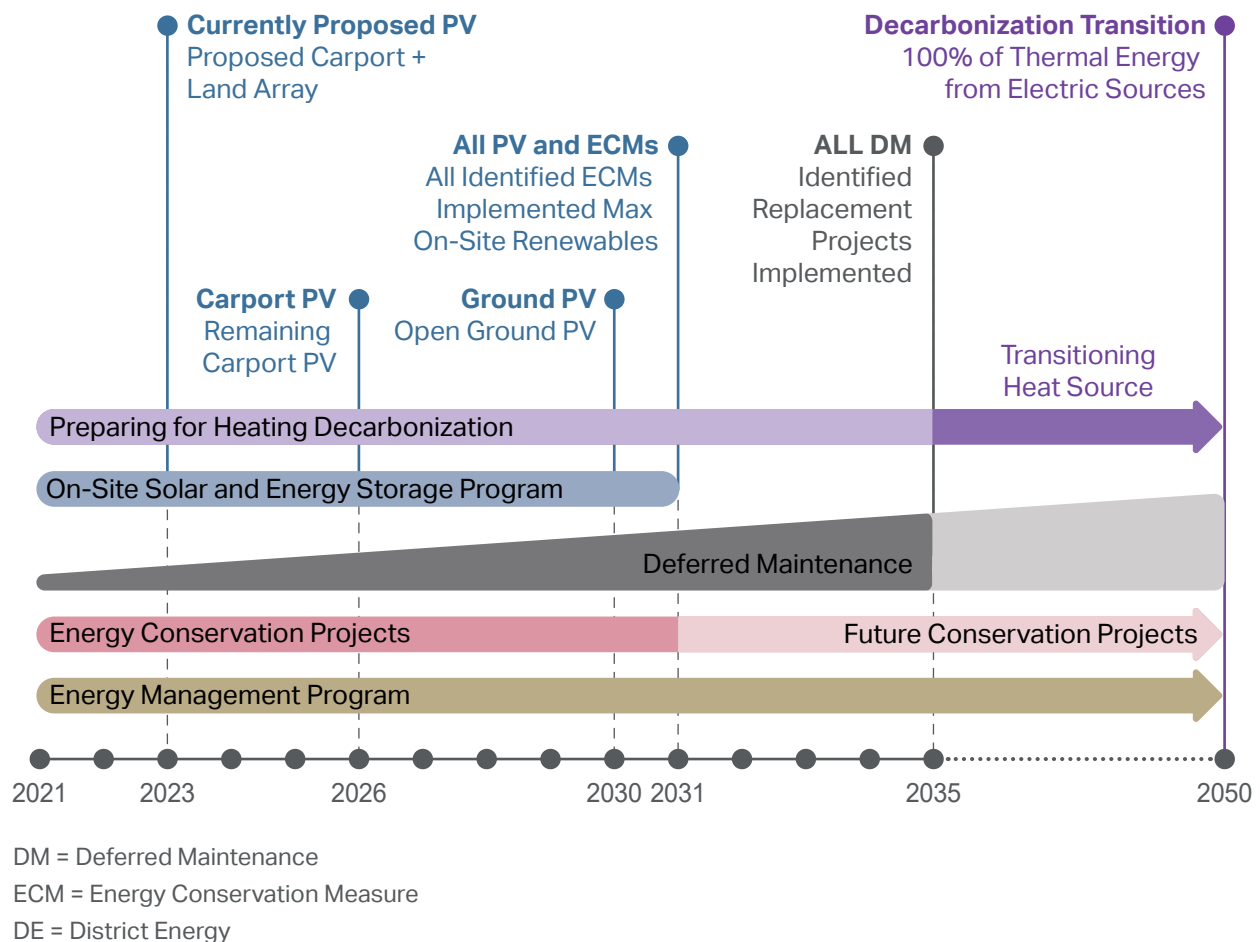 Currently Proposed PV
Proposed Carport +
Land Array
Decarbonization Transition
100% of Thermal Energy
from Electric Sources
All PV and ECMs
All Identified ECMs
Implemented Max
On-Site Renewables
ALL DM
Identified
Replacement
Projects
Implemented
Carport PV
Remaining
Carport PV
Ground PV
Open Ground PV
Transitioning
Heat Source
Preparing for Heating Decarbonization
On-Site Solar and Energy Storage Program
Deferred Maintenance
Energy Conservation Projects
Future Conservation Projects
Energy Management Program
2021 2023 2026 2030 2031 2035 2050
DM = Deferred Maintenance
ECM = Energy Conservation Measure
DE = District Energy